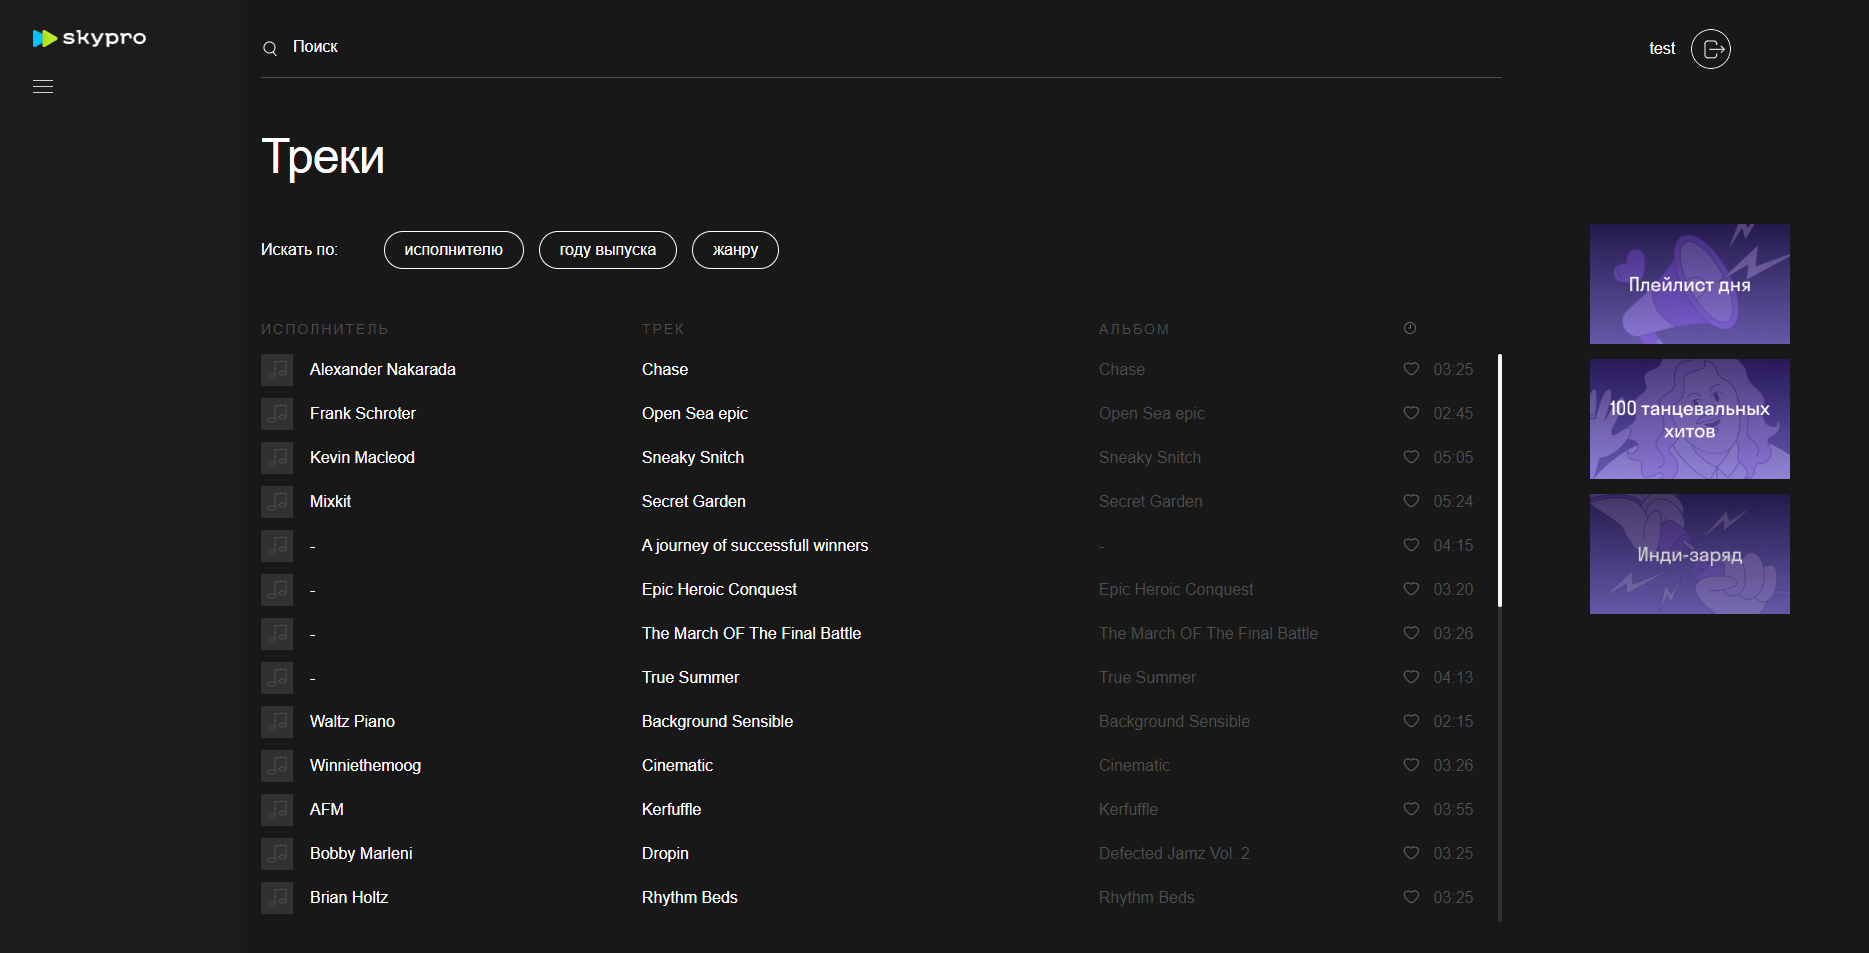 skypro
Поиск
test
Треки
Искать по: исполнителю году выпуска жанру
ИСПОЛНИТЕЛЬ ТРЕК АЛЬБОМ
Alexander Nakarada Chase Chase 03:25
Frank Schroter Open Sea epic Open Sea epic 02:45
Kevin Macleod Sneaky Snitch Sneaky Snitch 05:05
Mixkit Secret Garden Secret Garden 05:24
- A journey of successfull winners - 04:15
- Epic Heroic Conquest Epic Heroic Conquest 03:20
- The March OF The Final Battle The March OF The Final Battle 03:26
- True Summer True Summer 04:13
Waltz Piano Background Sensible Background Sensible 02:15
Winniethemoog Cinematic Cinematic 03:26
AFM Kerfuffle Kerfuffle 03:55
Bobby Marleni Dropin Defected Jamz Vol. 2 03:25
Brian Holtz Rhythm Beds Rhythm Beds 03:25
Плейлист дня
100 танцевальных
хитов
Инди-заряд